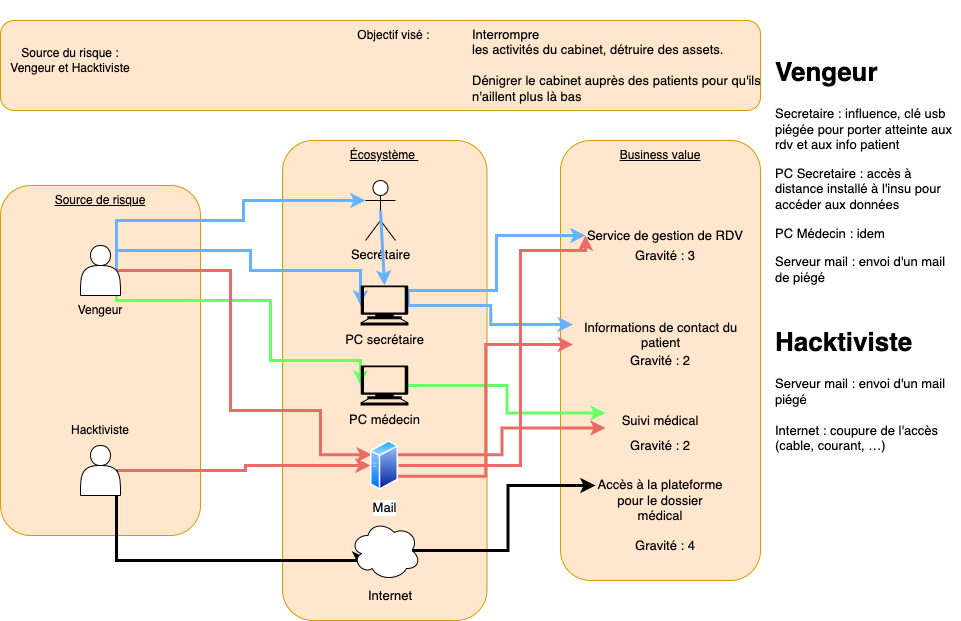 Source du risque :
Vengeur et Hacktiviste
Objectif visé :
Interrompre
les activités du cabinet, détruire des assets.
Dénigrer le cabinet auprès des patients pour qu'ils
n'aillent plus là bas
Source de risque
Vengeur
Hacktiviste
Écosystème
Secrétaire
PC secrétaire
PC médecin
Mail
Internet
Business value
Service de gestion de RDV
Gravité : 3
Informations de contact du
patient
Gravité : 2
Suivi médical
Gravité : 2
Accès à la plateforme
pour le dossier
médical
Gravité : 4
Vengeur
Secretaire : influence, clé usb
piégée pour porter atteinte aux
rdv et aux info patient
PC Secretaire : accès à
distance installé à l'insu pour
accéder aux données
PC Médecin : idem
Serveur mail : envoi d'un mail
de piégé
Hacktiviste
Serveur mail : envoi d'un mail
piégé
Internet : coupure de l'accès
(cable, courant, …)